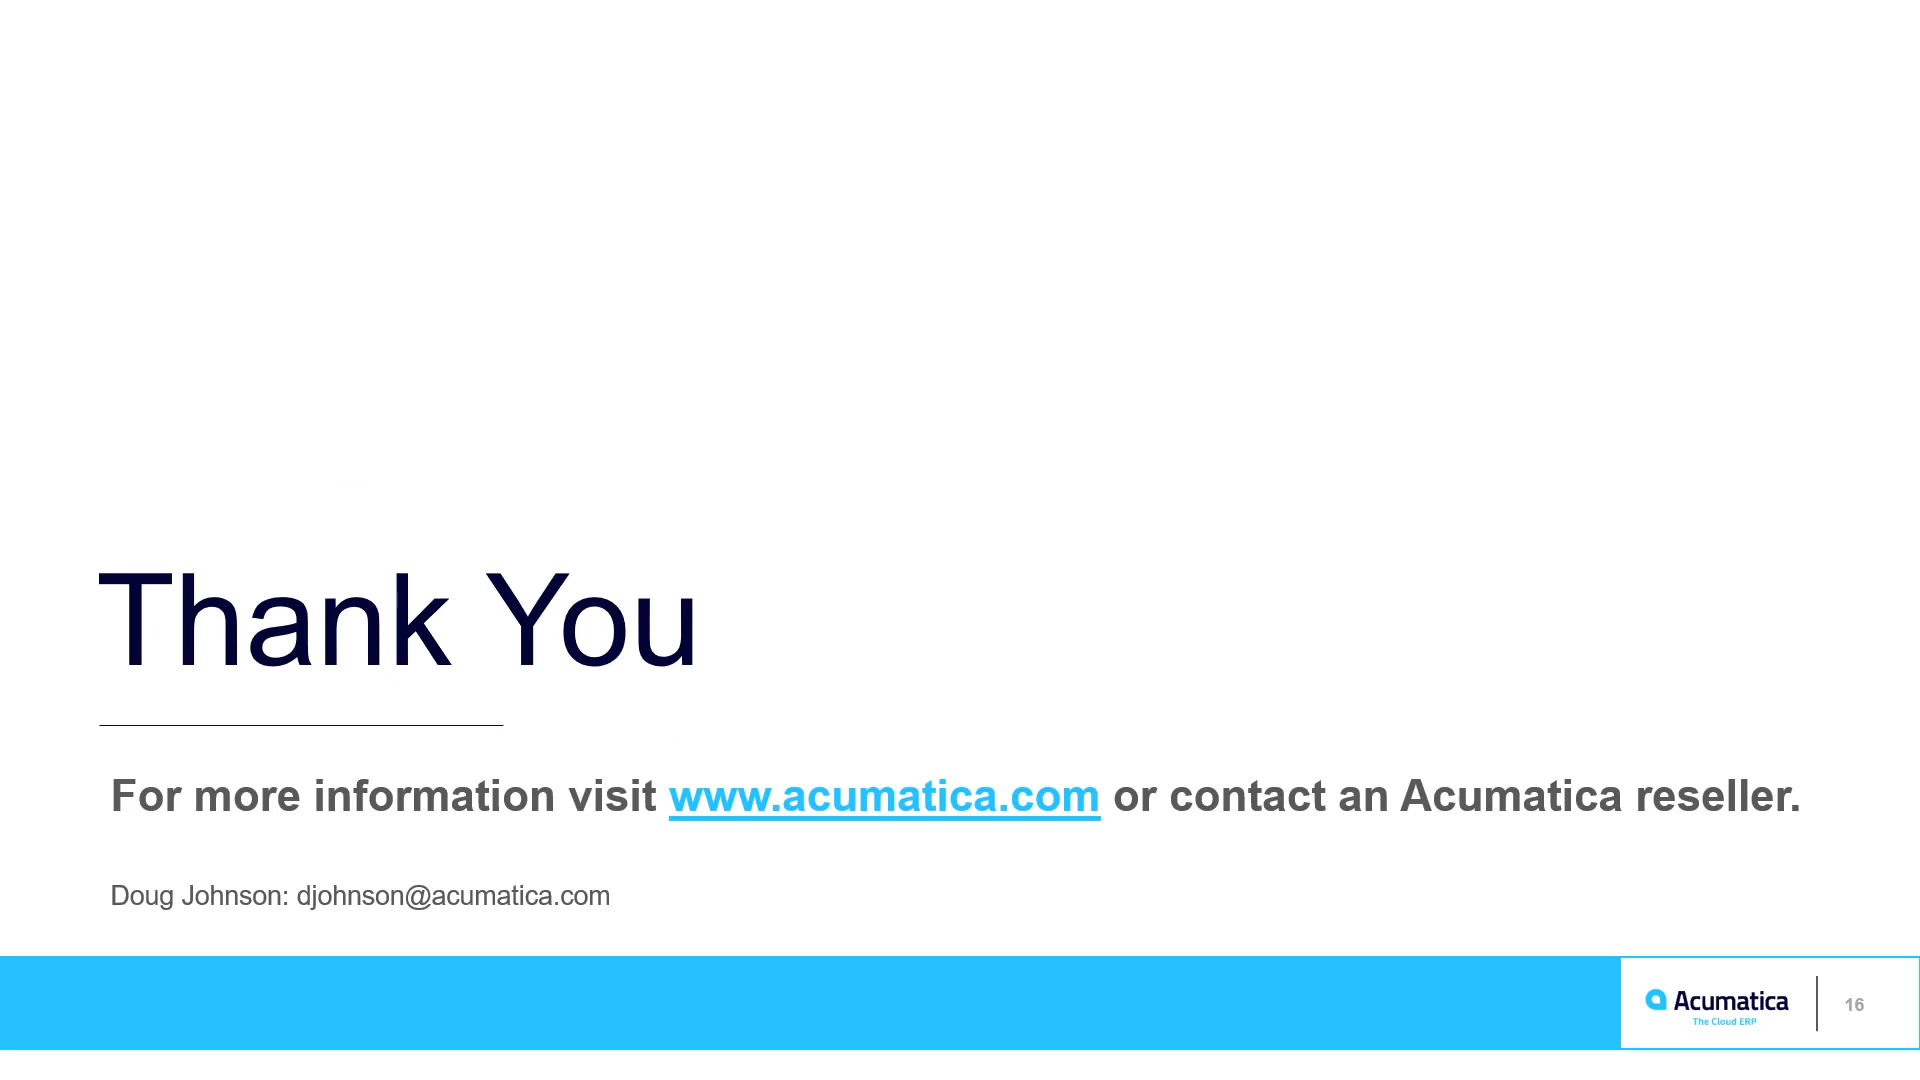 Thank You
For more information visit www.acumatica.com or contact an Acumatica reseller.
Doug Johnson: djohnson@acumatica.com
Acumatica
The Cloud ERP
16